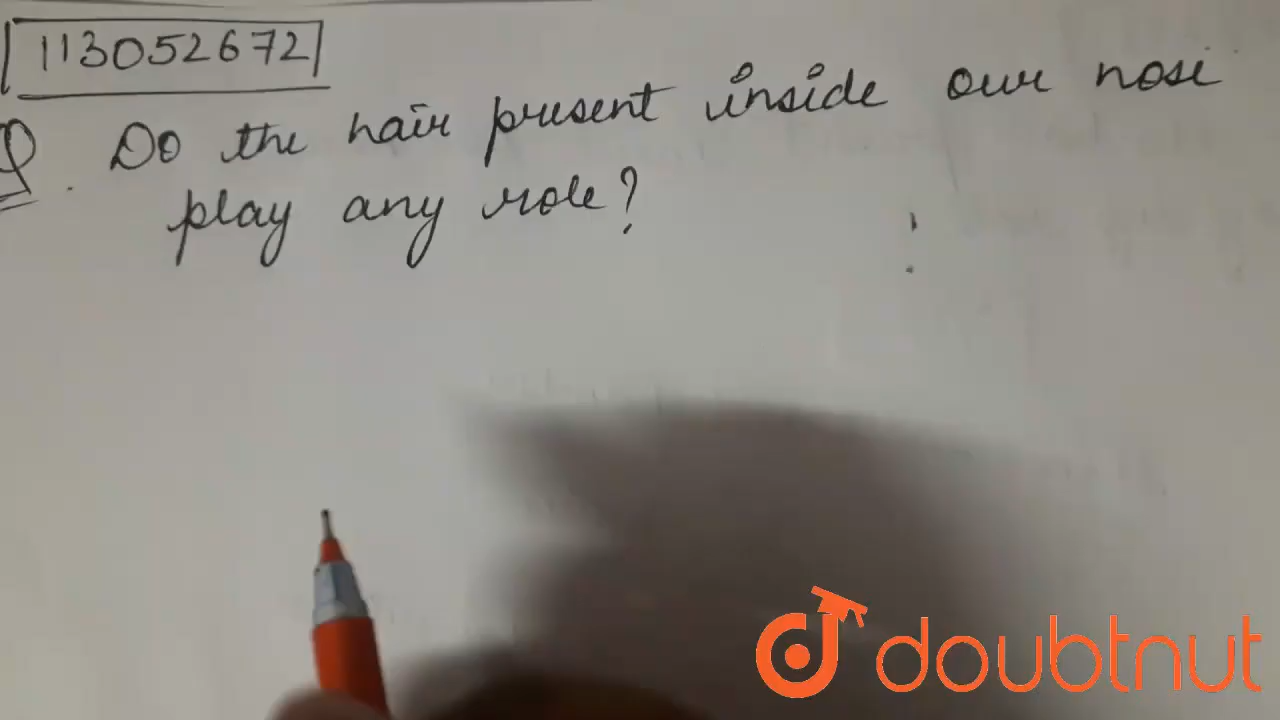 113052672
Q. Do the hair present inside our nose
play any role?
doubtnut